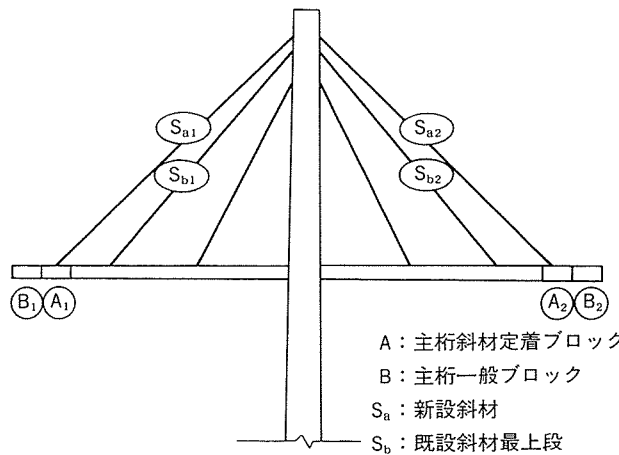 Sa1
Sa2
Sb1
Sb2
B1 A1
A2 B2
A：主桁斜材定着ブロック
B：主桁一般ブロック
Sa：新設斜材
Sb：既設斜材最上段